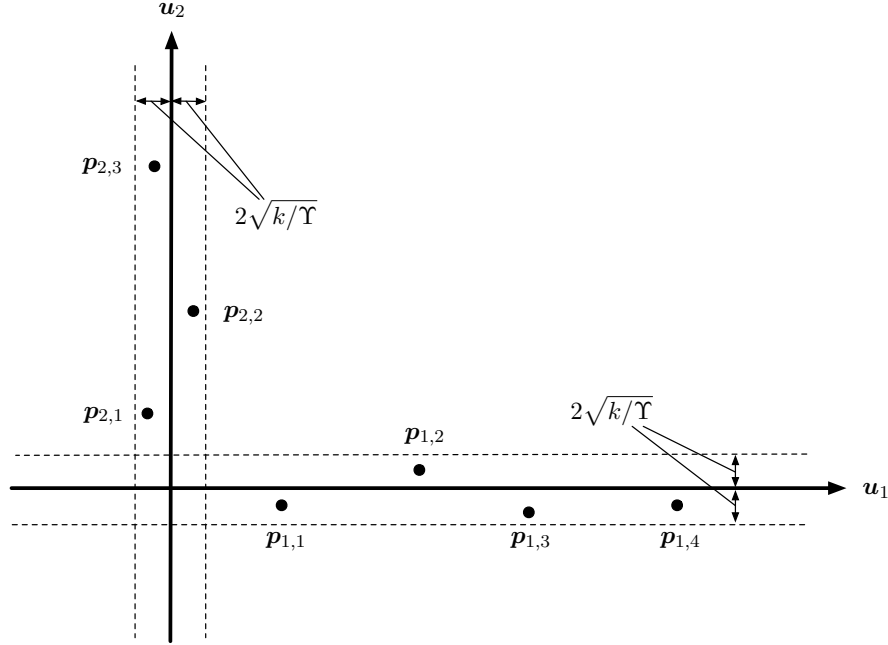 u₂
p₂,₃
2√k/ϒ
p₂,₂
2√k/ϒ
p₂,₁
p₁,₂
u₁
p₁,₁
p₁,₃
p₁,₄